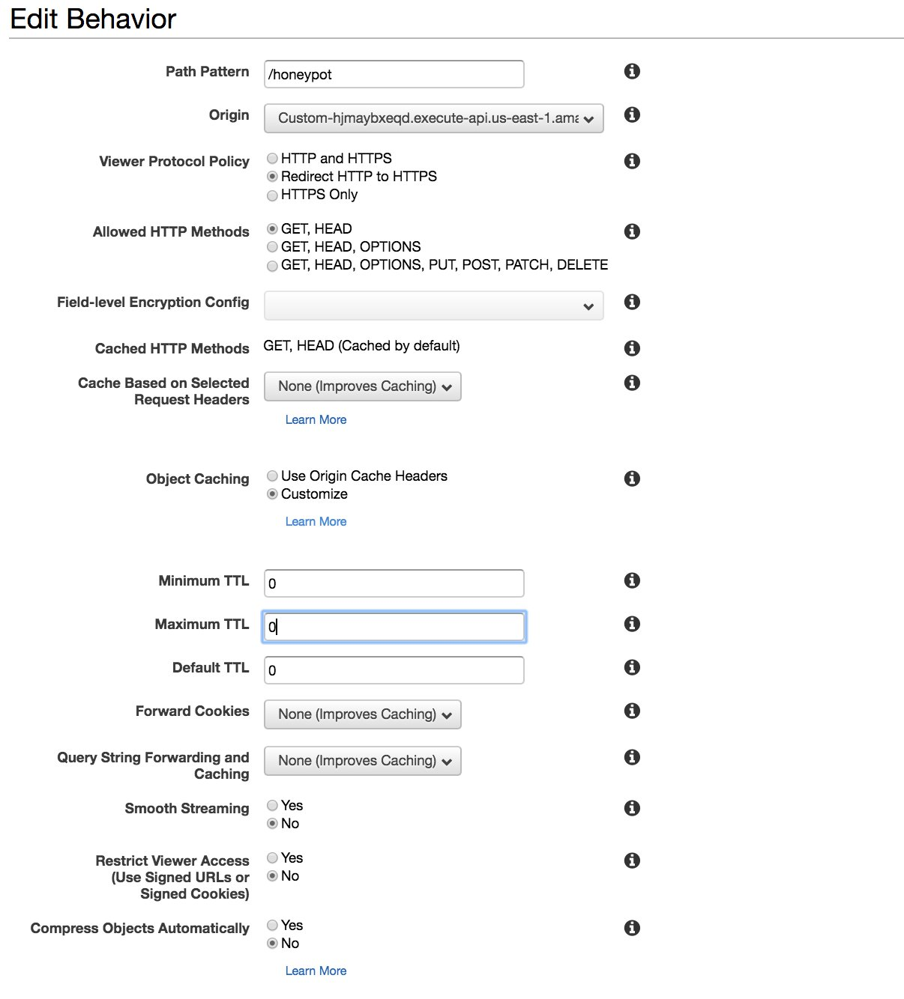 Edit Behavior
Path Pattern
/honeypot
Origin
Custom-hjmaybxeqd.execute-api.us-east-1.ama
Viewer Protocol Policy
HTTP and HTTPS
Redirect HTTP to HTTPS
HTTPS Only
Allowed HTTP Methods
GET, HEAD
GET, HEAD, OPTIONS
GET, HEAD, OPTIONS, PUT, POST, PATCH, DELETE
Field-level Encryption Config
Cached HTTP Methods
GET, HEAD (Cached by default)
Cache Based on Selected
Request Headers
None (Improves Caching)
Learn More
Object Caching
Use Origin Cache Headers
Customize
Learn More
Minimum TTL
0
Maximum TTL
0
Default TTL
0
Forward Cookies
None (Improves Caching)
Query String Forwarding and
Caching
None (Improves Caching)
Smooth Streaming
Yes
No
Restrict Viewer Access
(Use Signed URLs or
Signed Cookies)
Yes
No
Compress Objects Automatically
Yes
No
Learn More